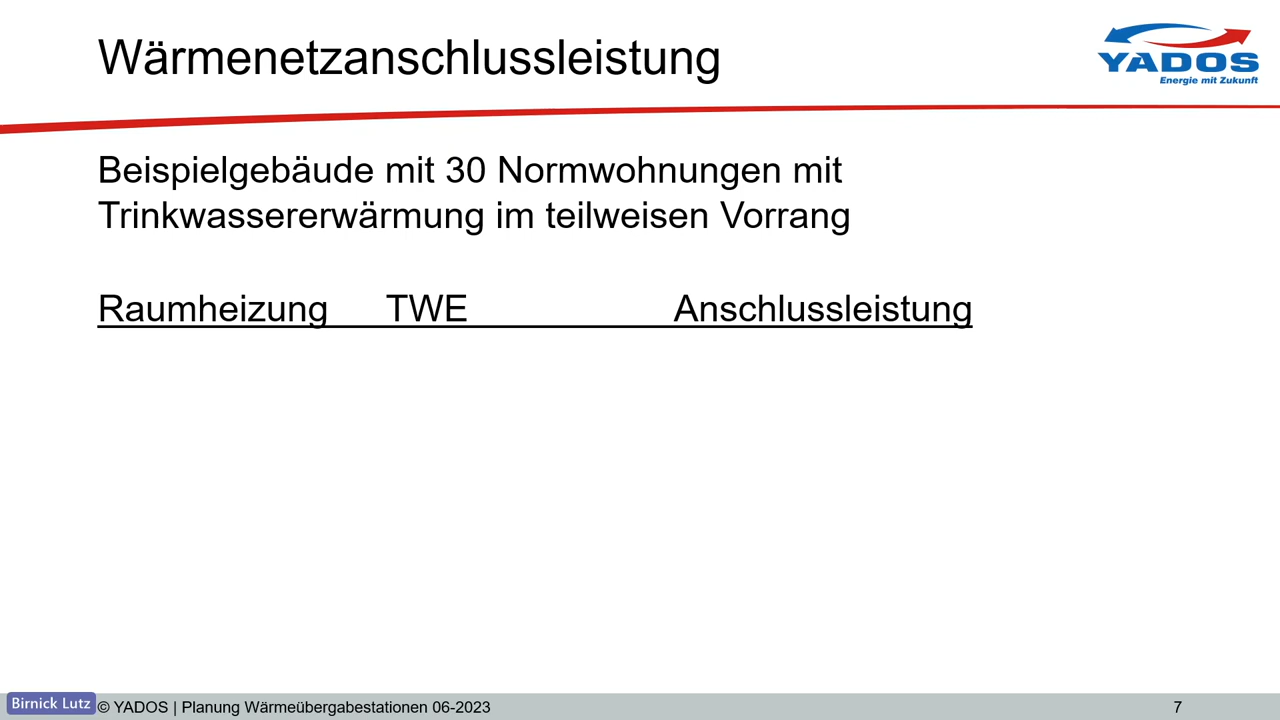 Wärmenetzanschlussleistung
YADOS
Energie mit Zukunft
Beispielgebäude mit 30 Normwohnungen mit
Trinkwassererwärmung im teilweisen Vorrang
Raumheizung TWE Anschlussleistung
Birnick Lutz
© YADOS | Planung Wärmeübergabestationen 06-2023 7